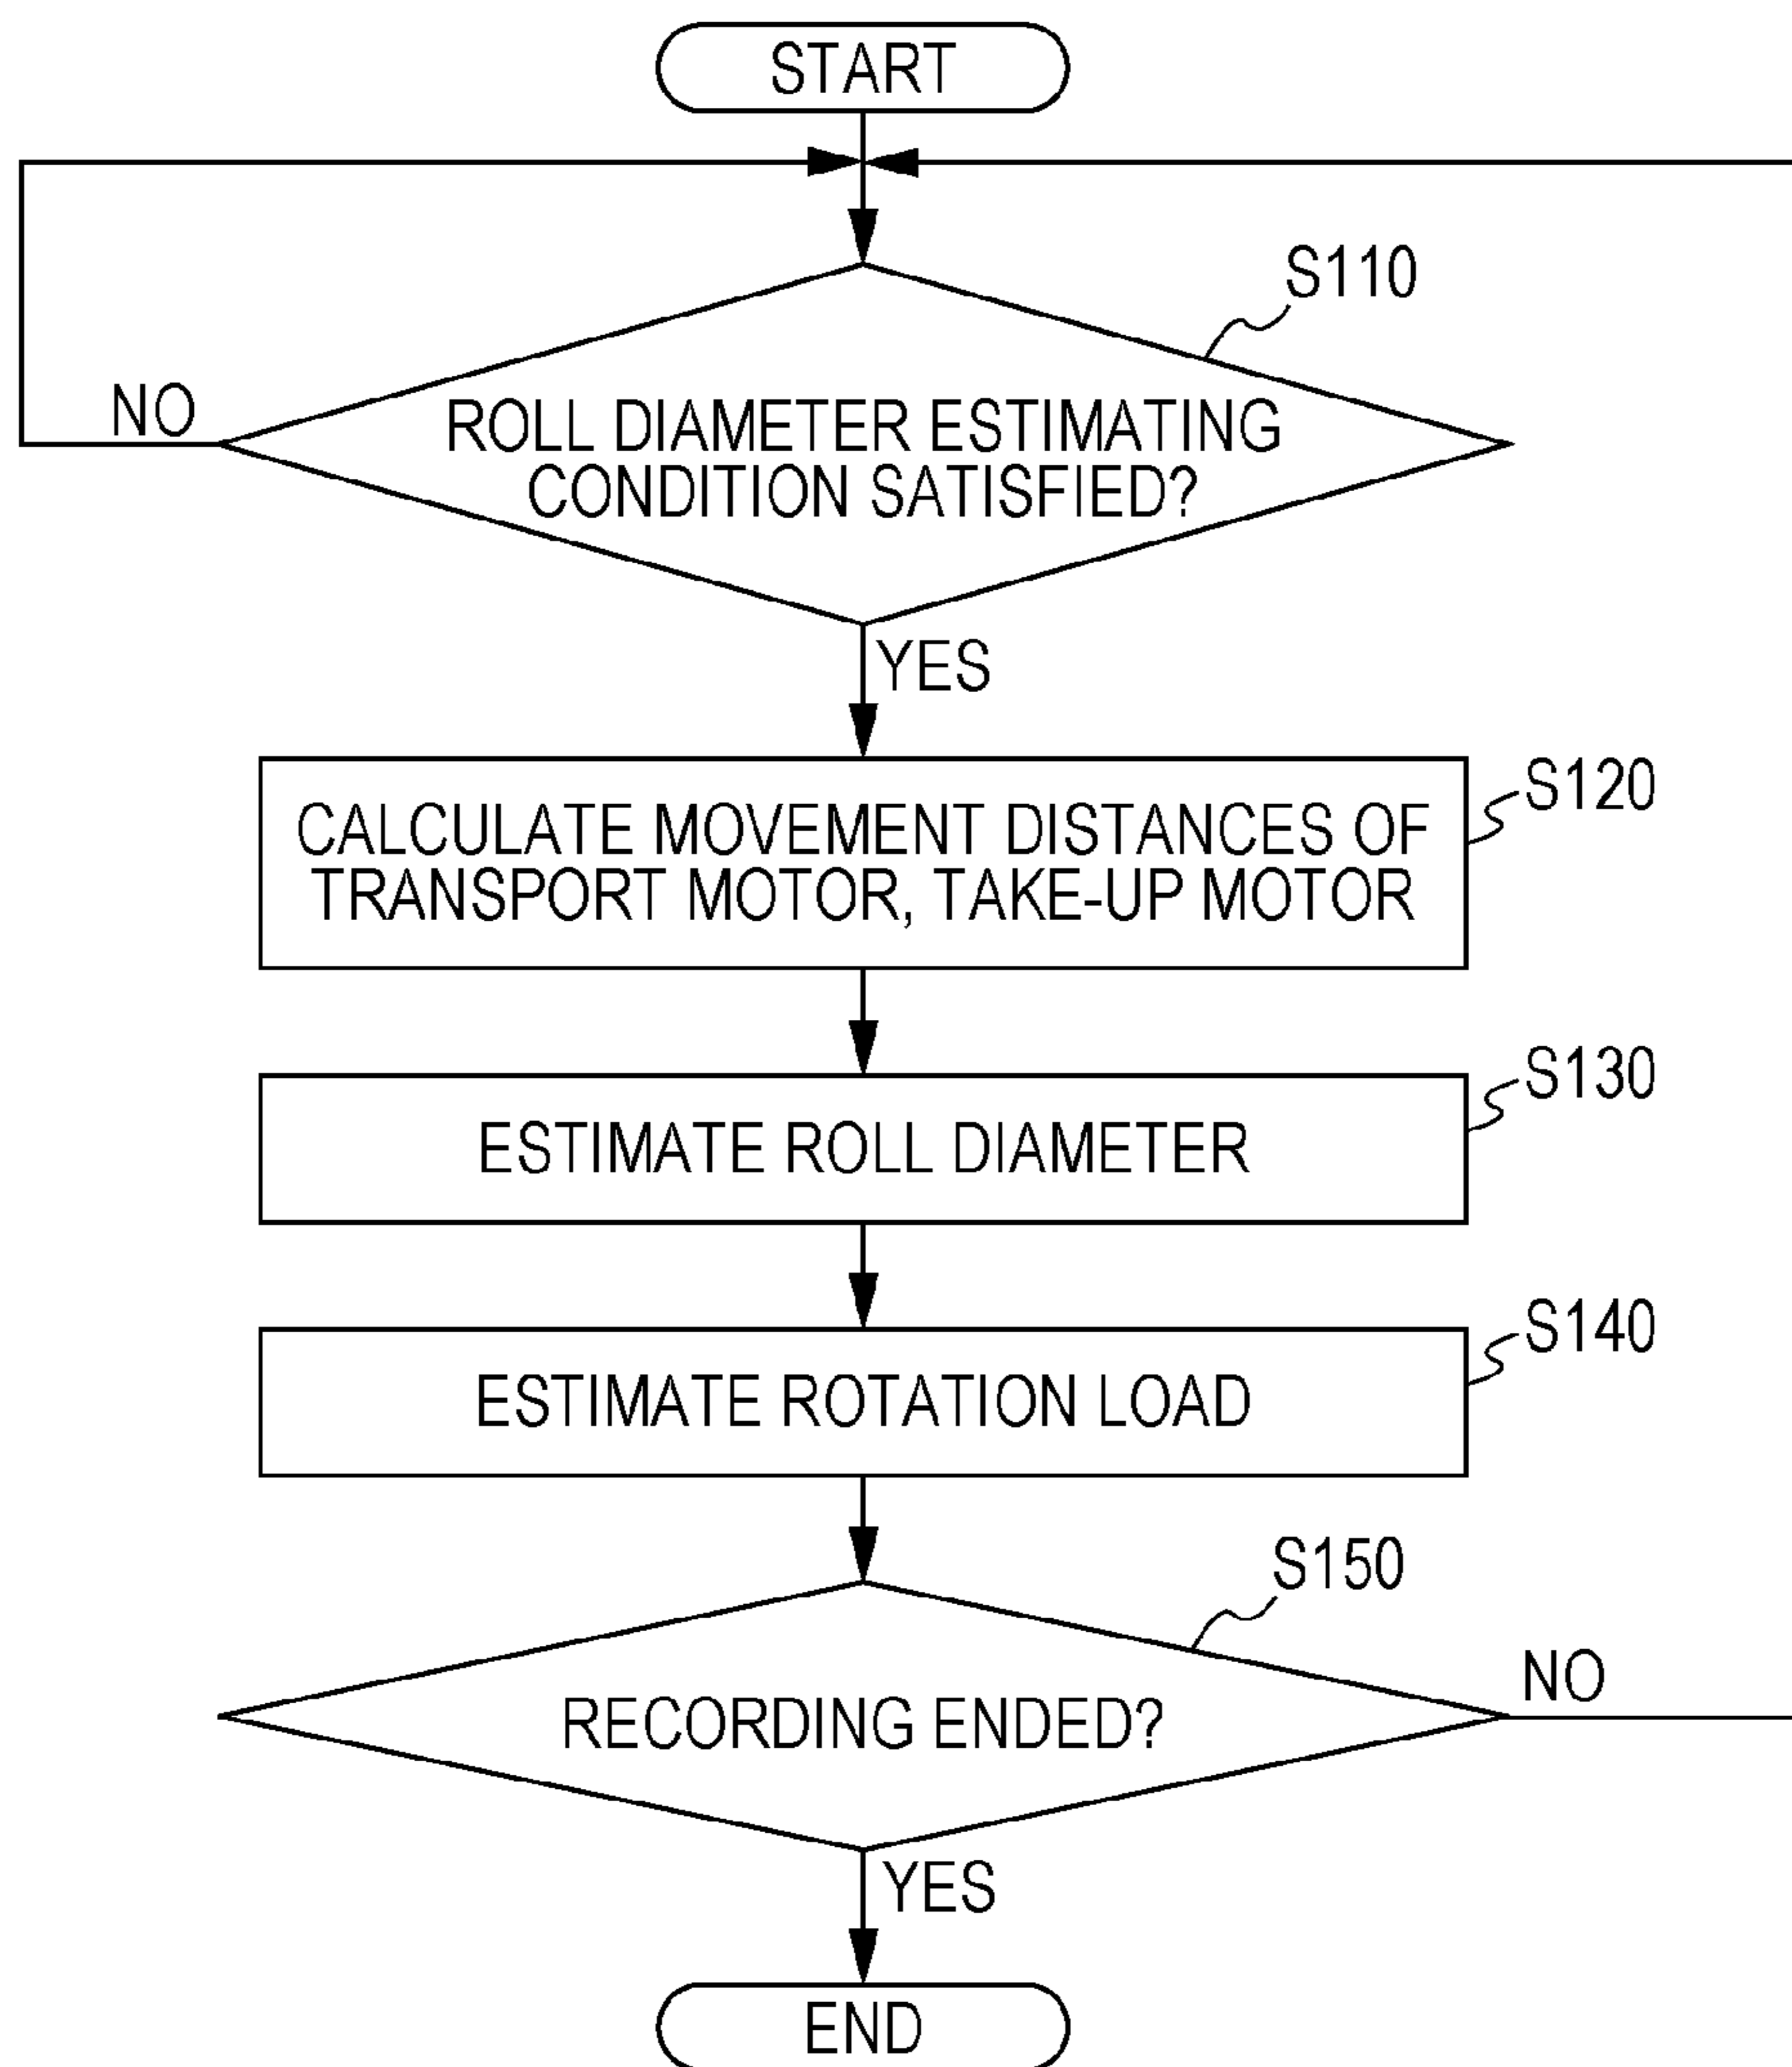 START
S110
NO
ROLL DIAMETER ESTIMATING
CONDITION SATISFIED?
YES
S120
CALCULATE MOVEMENT DISTANCES OF
TRANSPORT MOTOR, TAKE-UP MOTOR
S130
ESTIMATE ROLL DIAMETER
S140
ESTIMATE ROTATION LOAD
S150
NO
RECORDING ENDED?
YES
END